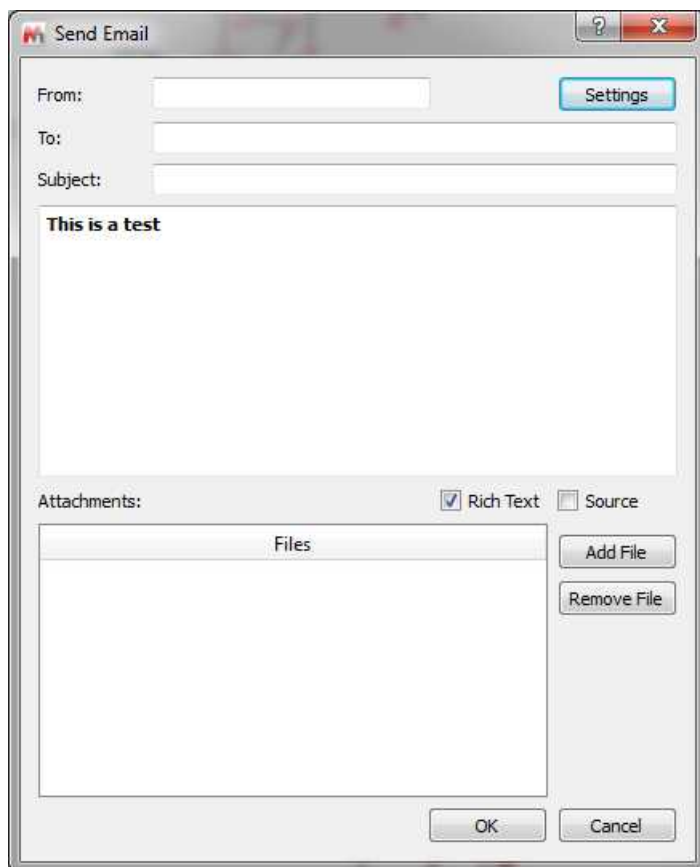 Send Email
From:
Settings
To:
Subject:
This is a test
Attachments:
Rich Text
Source
Files
Add File
Remove File
OK
Cancel